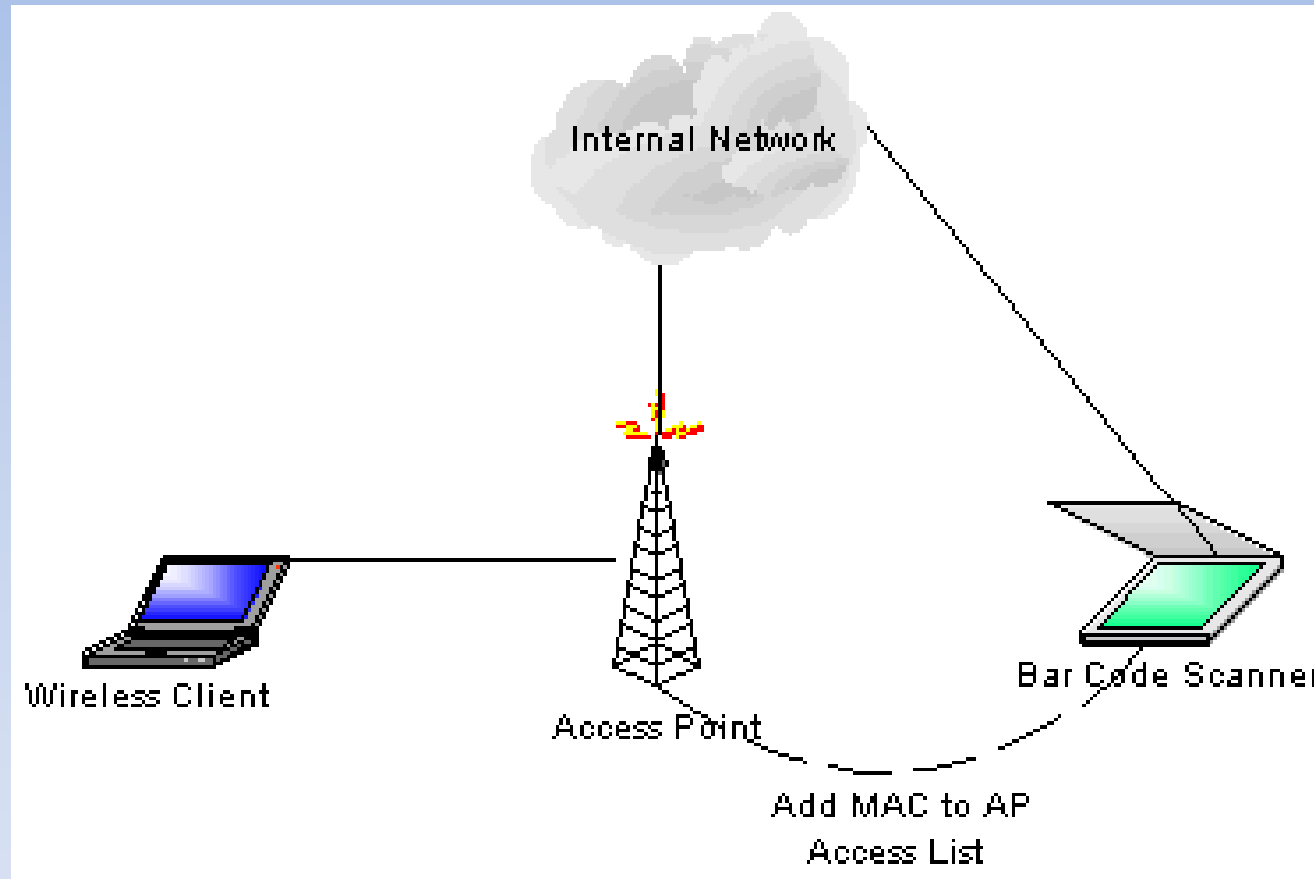 Internal Network
Wireless Client
Access Point
Bar Code Scanner
Add MAC to AP
Access List